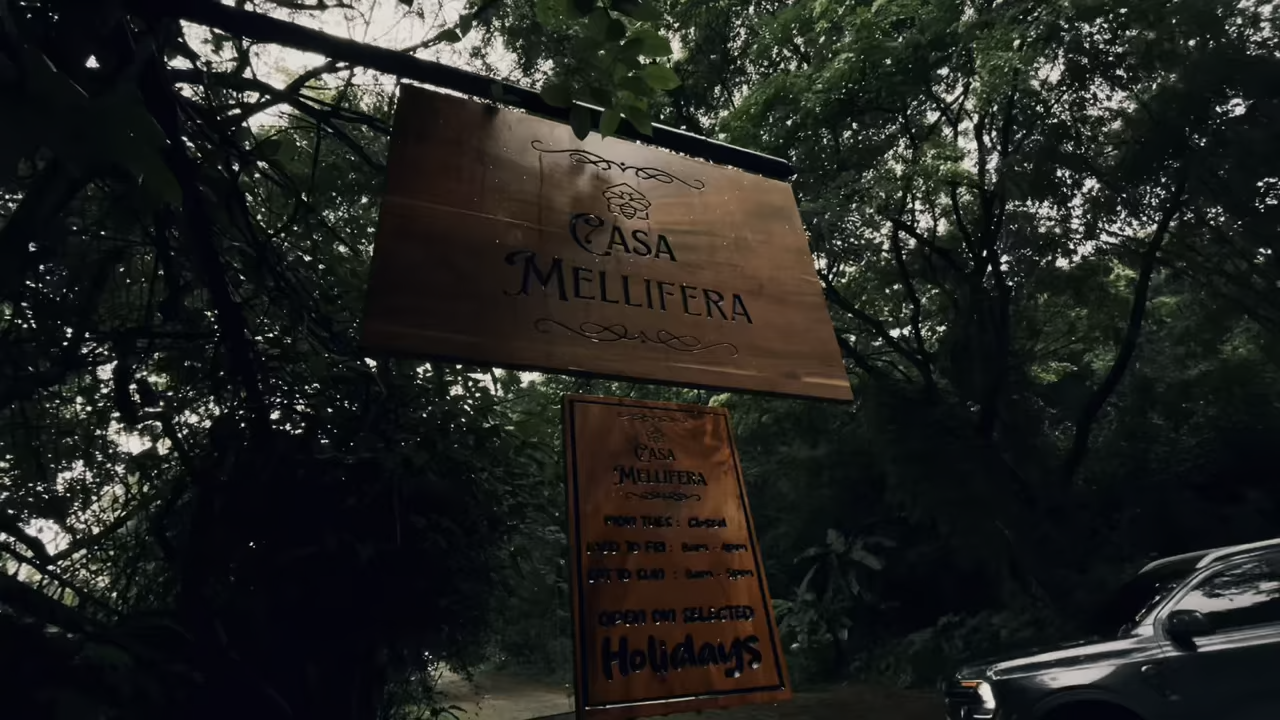 CASA
MELLIFERA
CASA
MELLIFERA
MON TUES : Closed
WED TO FRI : 8am - 4pm
SAT TO SUN : 8am - 5pm
OPEN ON SELECTED
Holidays